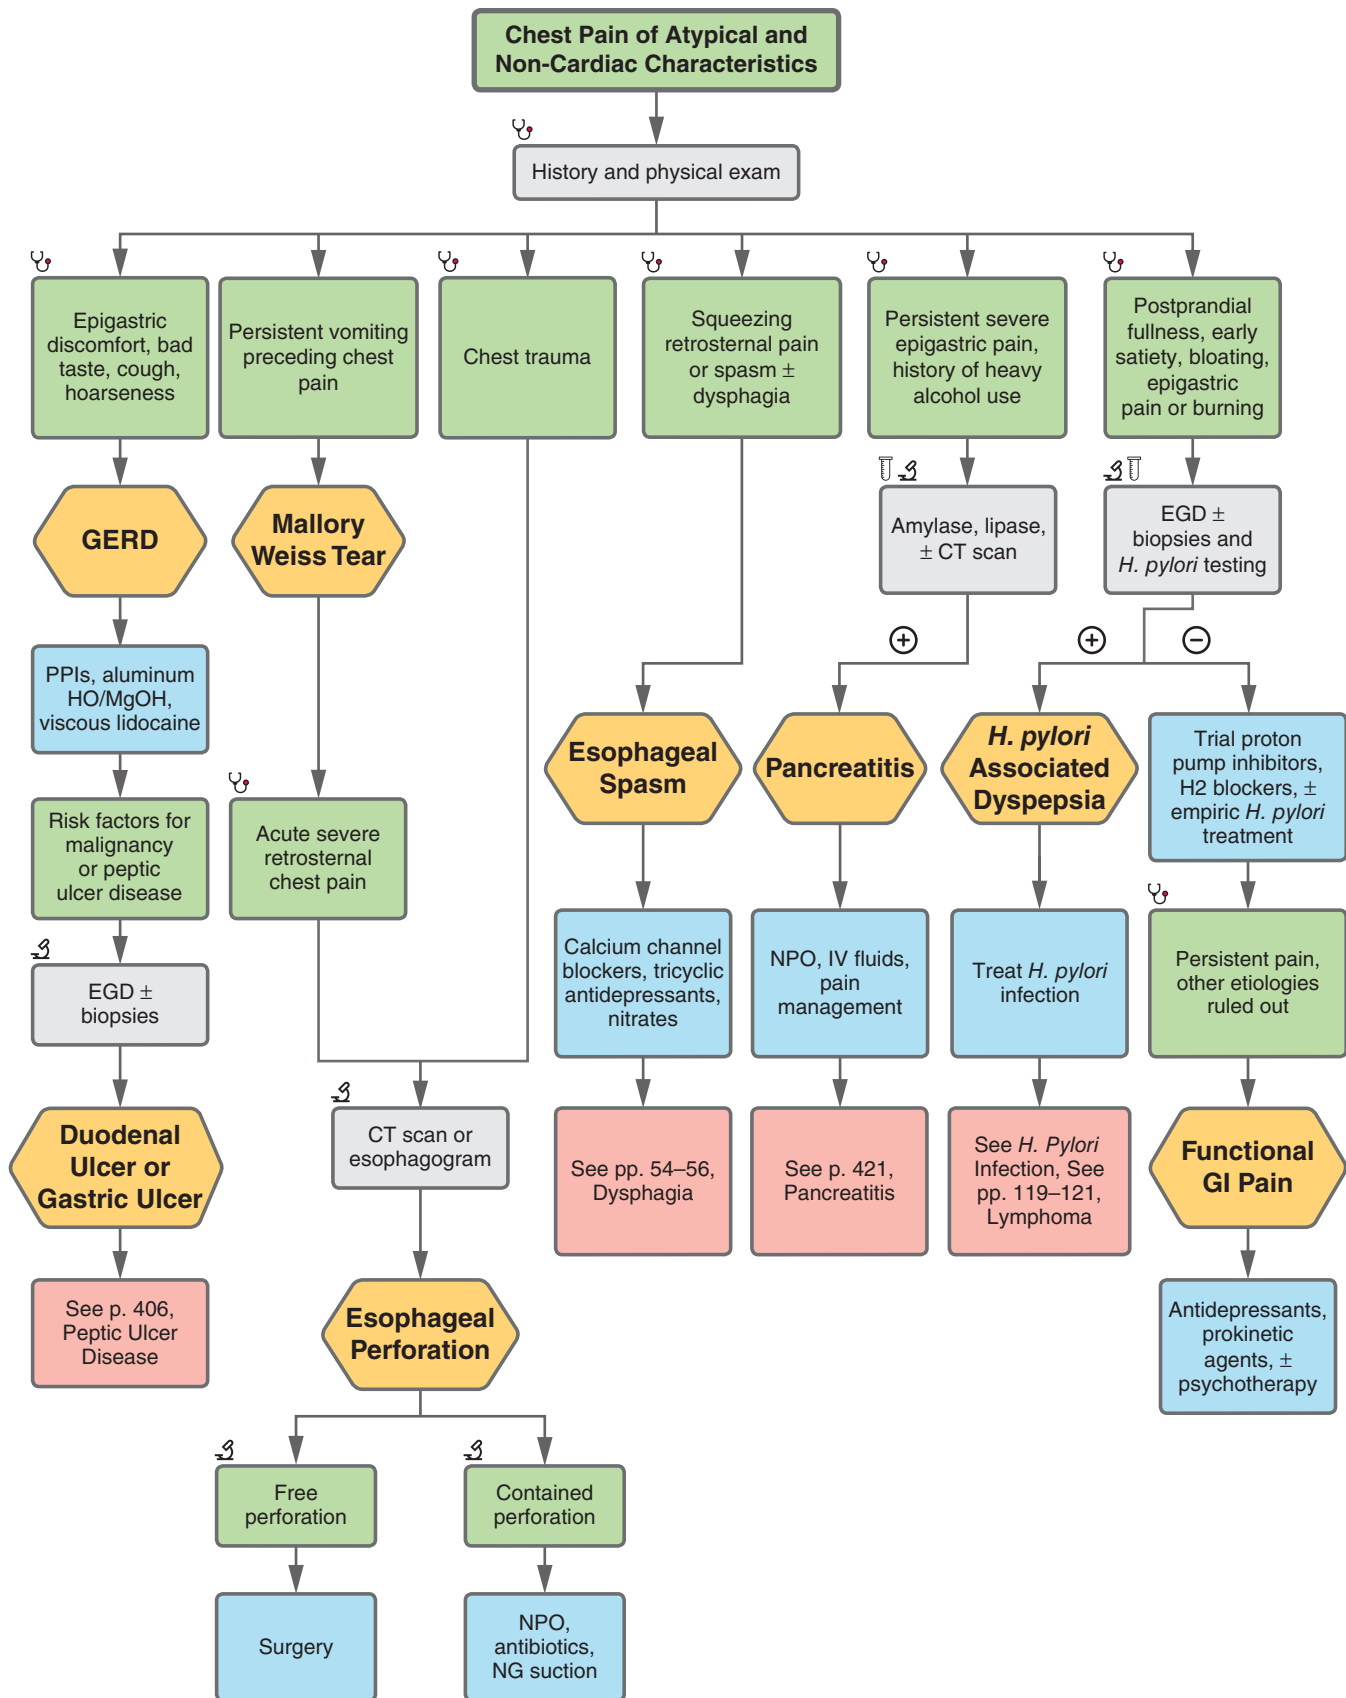 Chest Pain of Atypical and
Non-Cardiac Characteristics
History and physical exam
Epigastric
discomfort, bad
taste, cough,
hoarseness
Persistent vomiting
preceding chest
pain
Chest trauma
Squeezing
retrosternal pain
or spasm ±
dysphagia
Persistent severe
epigastric pain,
history of heavy
alcohol use
Postprandial
fullness, early
satiety, bloating,
epigastric
pain or burning
GERD
Mallory
Weiss Tear
Amylase, lipase,
± CT scan
EGD ±
biopsies and
H. pylori testing
+
+
−
PPIs, aluminum
HO/MgOH,
viscous lidocaine
Esophageal
Spasm
Pancreatitis
H. pylori
Associated
Dyspepsia
Trial proton
pump inhibitors,
H2 blockers, ±
empiric H. pylori
treatment
Risk factors for
malignancy
or peptic
ulcer disease
Acute severe
retrosternal
chest pain
Calcium channel
blockers, tricyclic
antidepressants,
nitrates
NPO, IV fluids,
pain
management
Treat H. pylori
infection
Persistent pain,
other etiologies
ruled out
EGD ±
biopsies
CT scan or
esophagogram
Duodenal
Ulcer or
Gastric Ulcer
See pp. 54–56,
Dysphagia
See p. 421,
Pancreatitis
See H. Pylori
Infection, See
pp. 119–121,
Lymphoma
Functional
GI Pain
See p. 406,
Peptic Ulcer
Disease
Esophageal
Perforation
Antidepressants,
prokinetic
agents, ±
psychotherapy
Free
perforation
Contained
perforation
Surgery
NPO,
antibiotics,
NG suction